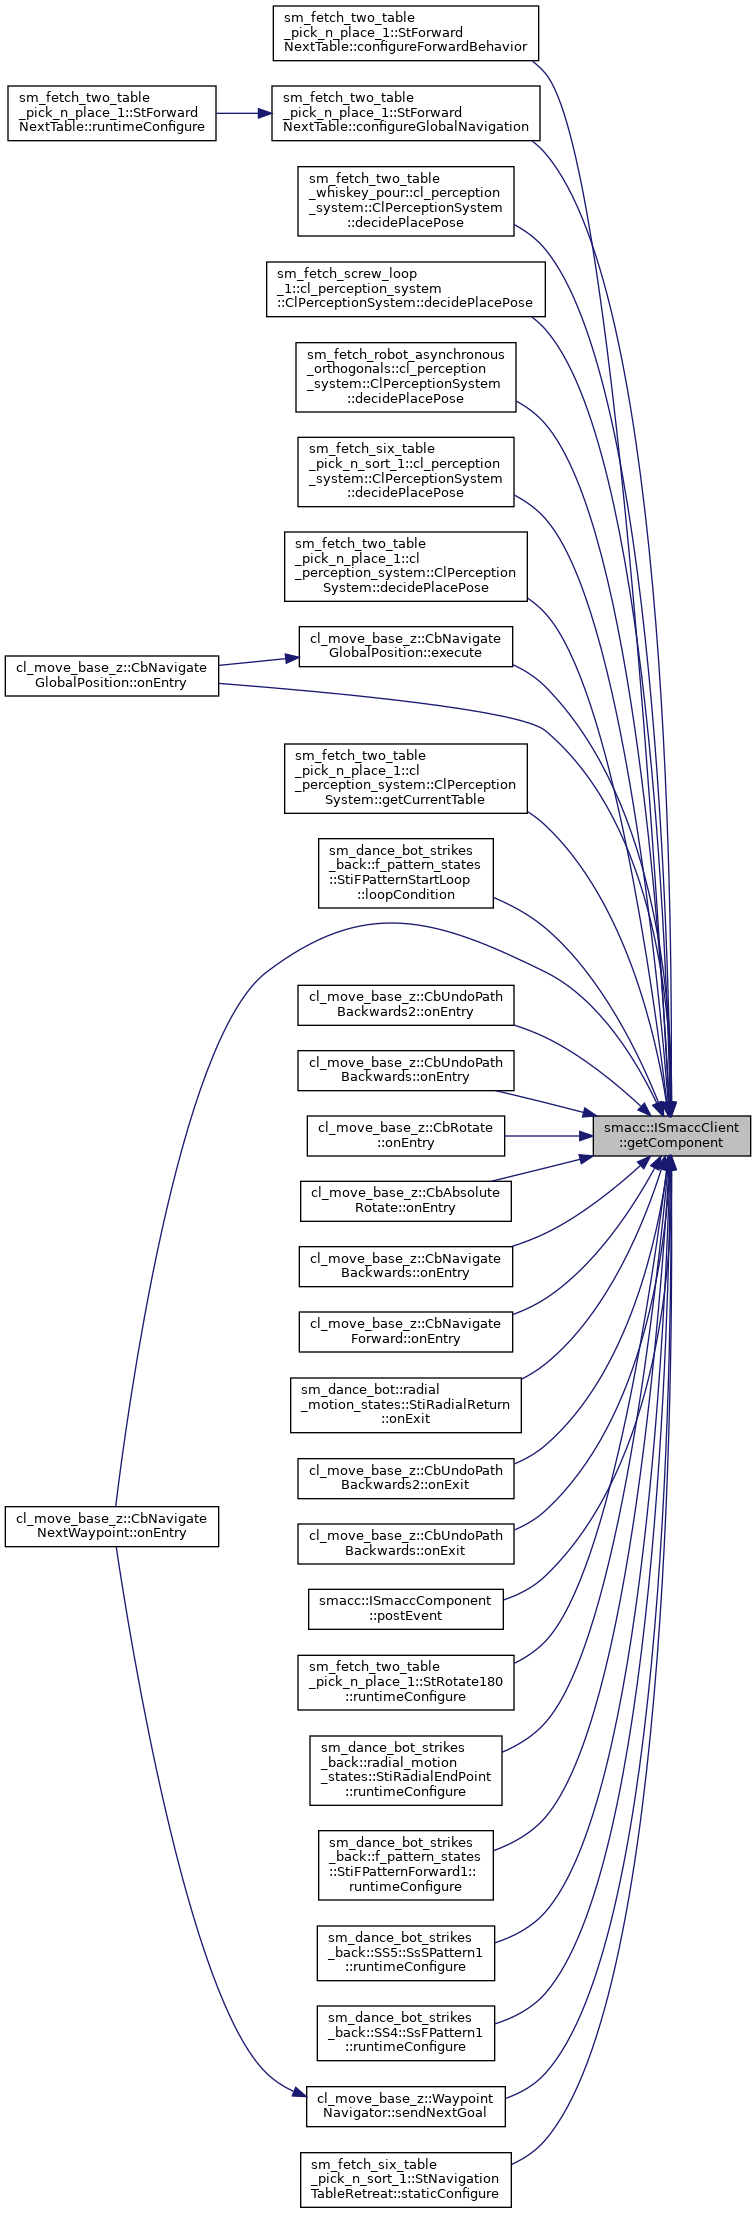 sm_fetch_two_table
_pick_n_place_1::StForward
NextTable::configureForwardBehavior
sm_fetch_two_table
_pick_n_place_1::StForward
NextTable::runtimeConfigure
sm_fetch_two_table
_pick_n_place_1::StForward
NextTable::configureGlobalNavigation
sm_fetch_two_table
_whiskey_pour::cl_perception
_system::ClPerceptionSystem
::decidePlacePose
sm_fetch_screw_loop
_1::cl_perception_system
::ClPerceptionSystem::decidePlacePose
sm_fetch_robot_asynchronous
_orthogonals::cl_perception
_system::ClPerceptionSystem
::decidePlacePose
sm_fetch_six_table
_pick_n_sort_1::cl_perception
_system::ClPerceptionSystem
::decidePlacePose
sm_fetch_two_table
_pick_n_place_1::cl
_perception_system::ClPerception
System::decidePlacePose
cl_move_base_z::CbNavigate
GlobalPosition::execute
cl_move_base_z::CbNavigate
GlobalPosition::onEntry
sm_fetch_two_table
_pick_n_place_1::cl
_perception_system::ClPerception
System::getCurrentTable
sm_dance_bot_strikes
_back::f_pattern_states
::StiFPatternStartLoop
::loopCondition
cl_move_base_z::CbUndoPath
Backwards2::onEntry
cl_move_base_z::CbUndoPath
Backwards::onEntry
smacc::ISmaccClient
::getComponent
cl_move_base_z::CbRotate
::onEntry
cl_move_base_z::CbAbsolute
Rotate::onEntry
cl_move_base_z::CbNavigate
Backwards::onEntry
cl_move_base_z::CbNavigate
Forward::onEntry
sm_dance_bot::radial
_motion_states::StiRadialReturn
::onExit
cl_move_base_z::CbUndoPath
Backwards2::onExit
cl_move_base_z::CbNavigate
NextWaypoint::onEntry
cl_move_base_z::CbUndoPath
Backwards::onExit
smacc::ISmaccComponent
::postEvent
sm_fetch_two_table
_pick_n_place_1::StRotate180
::runtimeConfigure
sm_dance_bot_strikes
_back::radial_motion
_states::StiRadialEndPoint
::runtimeConfigure
sm_dance_bot_strikes
_back::f_pattern_states
::StiFPatternForward1::
runtimeConfigure
sm_dance_bot_strikes
_back::SS5::SsSPattern1
::runtimeConfigure
sm_dance_bot_strikes
_back::SS4::SsFPattern1
::runtimeConfigure
cl_move_base_z::Waypoint
Navigator::sendNextGoal
sm_fetch_six_table
_pick_n_sort_1::StNavigation
TableRetreat::staticConfigure